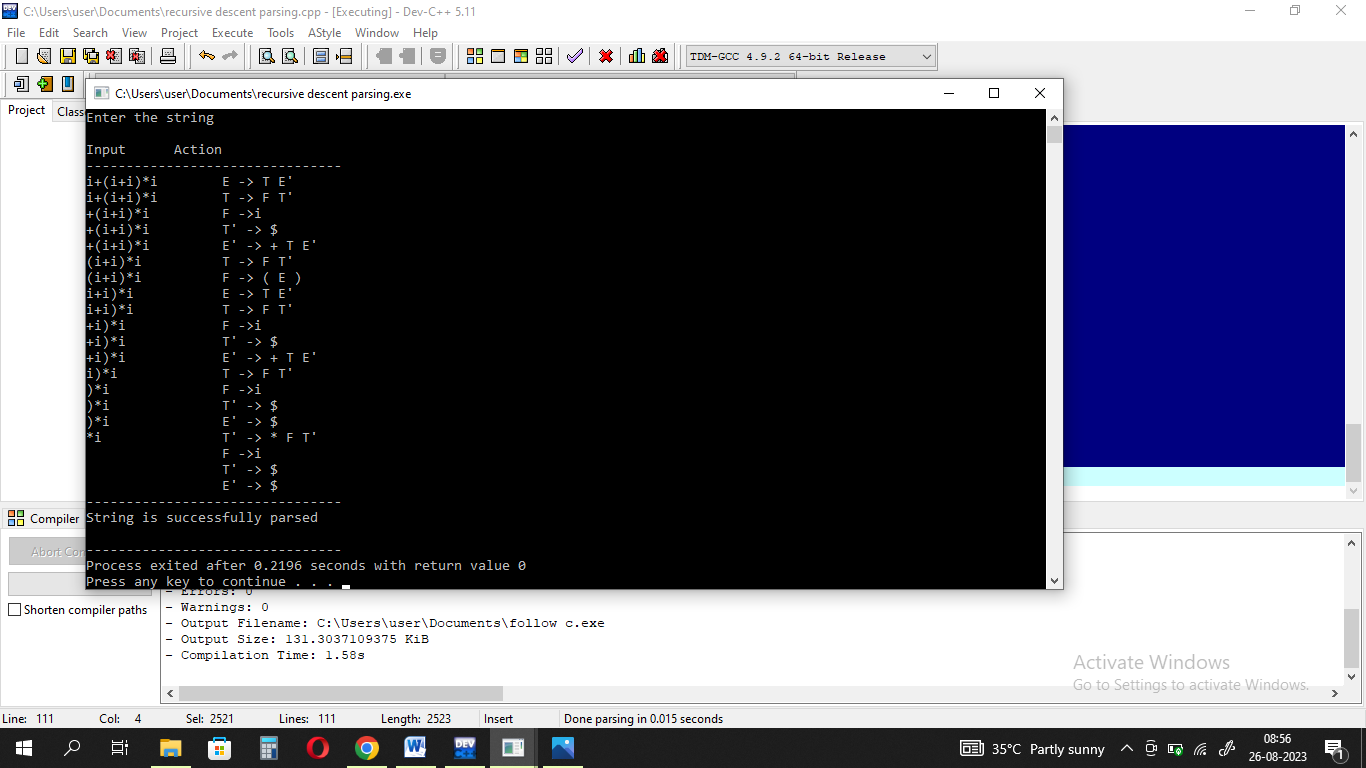 C:\Users\user\Documents\recursive descent parsing.cpp - [Executing] - Dev-C++ 5.11
File Edit Search View Project Execute Tools AStyle Window Help
TDM-GCC 4.9.2 64-bit Release
C:\Users\user\Documents\recursive descent parsing.exe
Project Class
Enter the string
Input Action
--------------------------------
i+(i+i)*i E -> T E'
i+(i+i)*i T -> F T'
+(i+i)*i F ->i
+(i+i)*i T' -> $
+(i+i)*i E' -> + T E'
(i+i)*i T -> F T'
(i+i)*i F -> ( E )
i+i)*i E -> T E'
i+i)*i T -> F T'
+i)*i F ->i
+i)*i T' -> $
+i)*i E' -> + T E'
i)*i T -> F T'
)*i F ->i
)*i T' -> $
)*i E' -> $
*i T' -> * F T'
F ->i
T' -> $
E' -> $
--------------------------------
String is successfully parsed
--------------------------------
Process exited after 0.2196 seconds with return value 0
Press any key to continue . . .
Compiler
Abort Con
Shorten compiler paths
- Errors: 0
- Warnings: 0
- Output Filename: C:\Users\user\Documents\follow c.exe
- Output Size: 131.3037109375 KiB
- Compilation Time: 1.58s
Activate Windows
Go to Settings to activate Windows.
Line: 111 Col: 4 Sel: 2521 Lines: 111 Length: 2523 Insert Done parsing in 0.015 seconds
DEV
35°C Partly sunny
08:56
26-08-2023
1